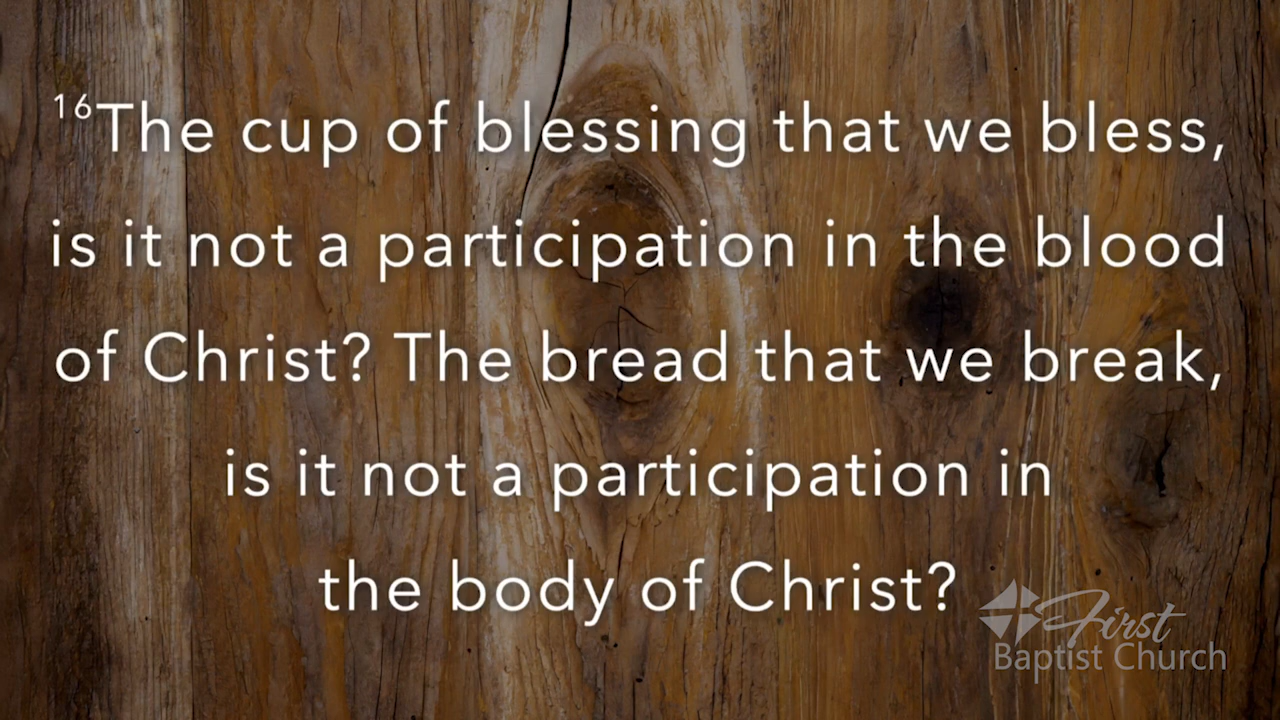 16The cup of blessing that we bless,
is it not a participation in the blood
of Christ? The bread that we break,
is it not a participation in
the body of Christ?
First
Baptist Church